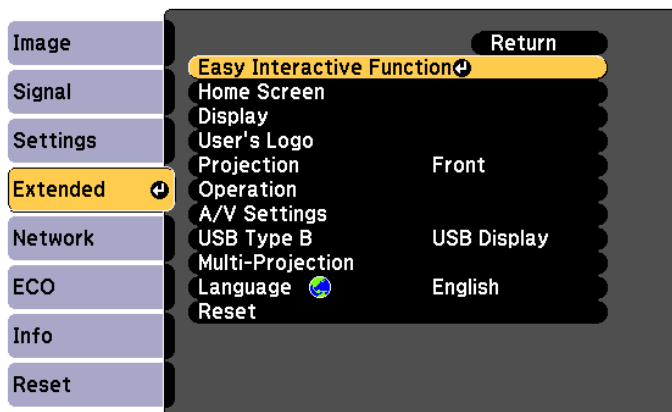 Image
Signal
Settings
Extended
Network
ECO
Info
Reset
Return
Easy Interactive Function
Home Screen
Display
User's Logo
Projection Front
Operation
A/V Settings
USB Type B USB Display
Multi-Projection
Language English
Reset